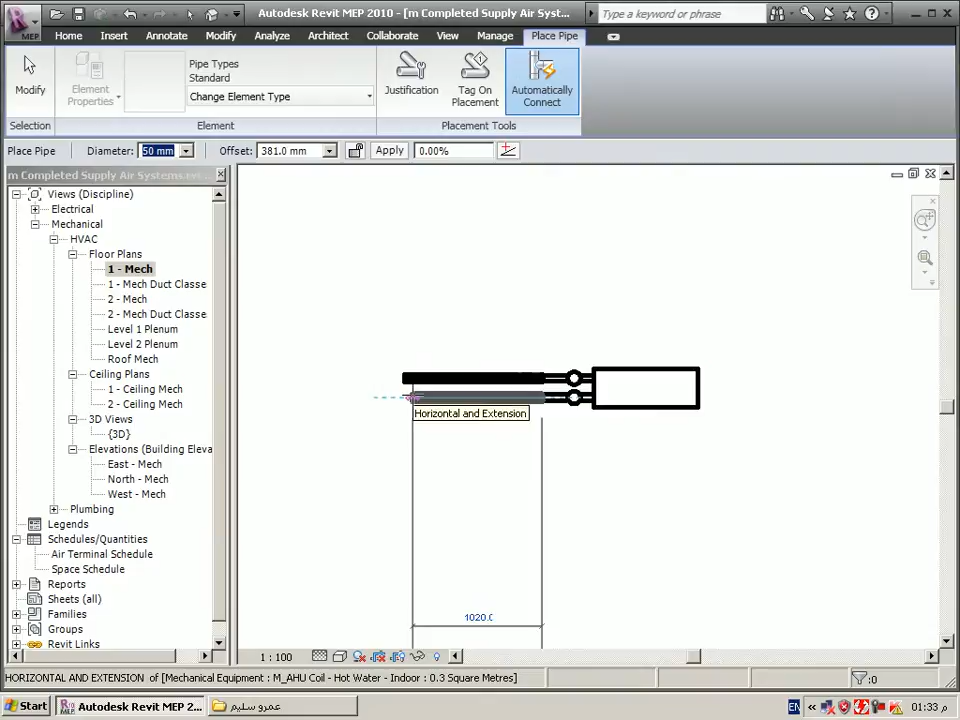 Autodesk Revit MEP 2010 - [m Completed Supply Air Syst...
Type a keyword or phrase
MEP
Home Insert Annotate Modify Analyze Architect Collaborate View Manage Place Pipe
Modify
Element Properties
Pipe Types
Standard
Change Element Type
Justification
Tag On Placement
Automatically Connect
Selection Element Placement Tools
Place Pipe Diameter: 50 mm Offset: 381.0 mm Apply 0.00%
m Completed Supply Air Systems.rvt...
Views (Discipline)
Electrical
Mechanical
HVAC
Floor Plans
1 - Mech
1 - Mech Duct Classe
2 - Mech
2 - Mech Duct Classe
Level 1 Plenum
Level 2 Plenum
Roof Mech
Ceiling Plans
1 - Ceiling Mech
2 - Ceiling Mech
3D Views
{3D}
Elevations (Building Eleva
East - Mech
North - Mech
West - Mech
Plumbing
Legends
Schedules/Quantities
Air Terminal Schedule
Space Schedule
Reports
Sheets (all)
Families
Groups
Revit Links
Horizontal and Extension
1020.0
1 : 100
HORIZONTAL AND EXTENSION of [Mechanical Equipment : M_AHU Coil - Hot Water - Indoor : 0.3 Square Metres]
:0
Start
Autodesk Revit MEP 2...
عمرو سليم
EN
01:33 م